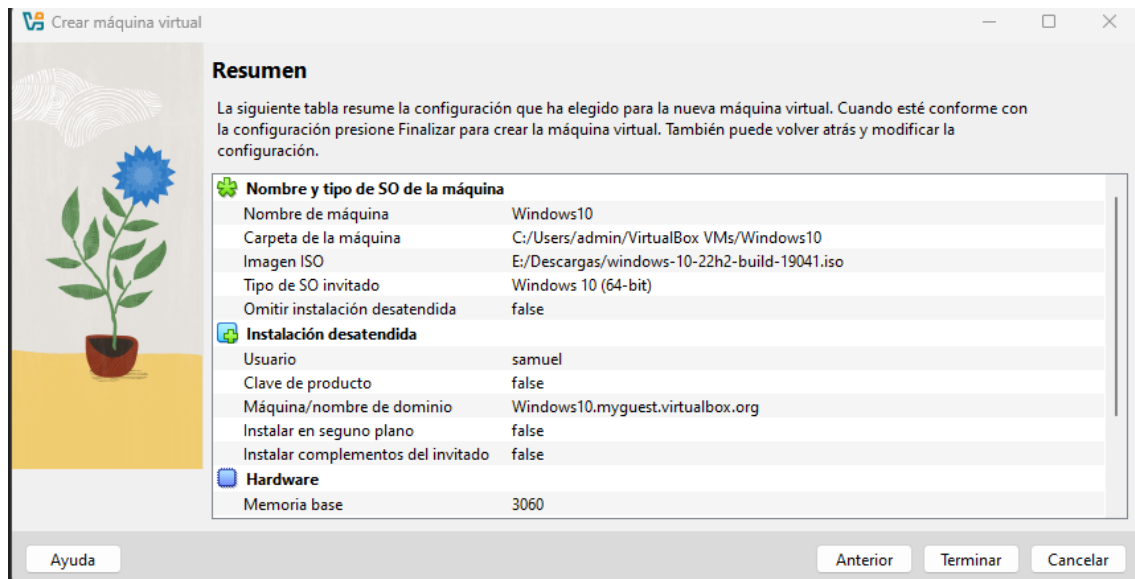 Crear máquina virtual
Resumen
La siguiente tabla resume la configuración que ha elegido para la nueva máquina virtual. Cuando esté conforme con
la configuración presione Finalizar para crear la máquina virtual. También puede volver atrás y modificar la
configuración.
Nombre y tipo de SO de la máquina
Nombre de máquina Windows10
Carpeta de la máquina C:/Users/admin/VirtualBox VMs/Windows10
Imagen ISO E:/Descargas/windows-10-22h2-build-19041.iso
Tipo de SO invitado Windows 10 (64-bit)
Omitir instalación desatendida false
Instalación desatendida
Usuario samuel
Clave de producto false
Máquina/nombre de dominio Windows10.myguest.virtualbox.org
Instalar en seguno plano false
Instalar complementos del invitado false
Hardware
Memoria base 3060
Ayuda Anterior Terminar Cancelar